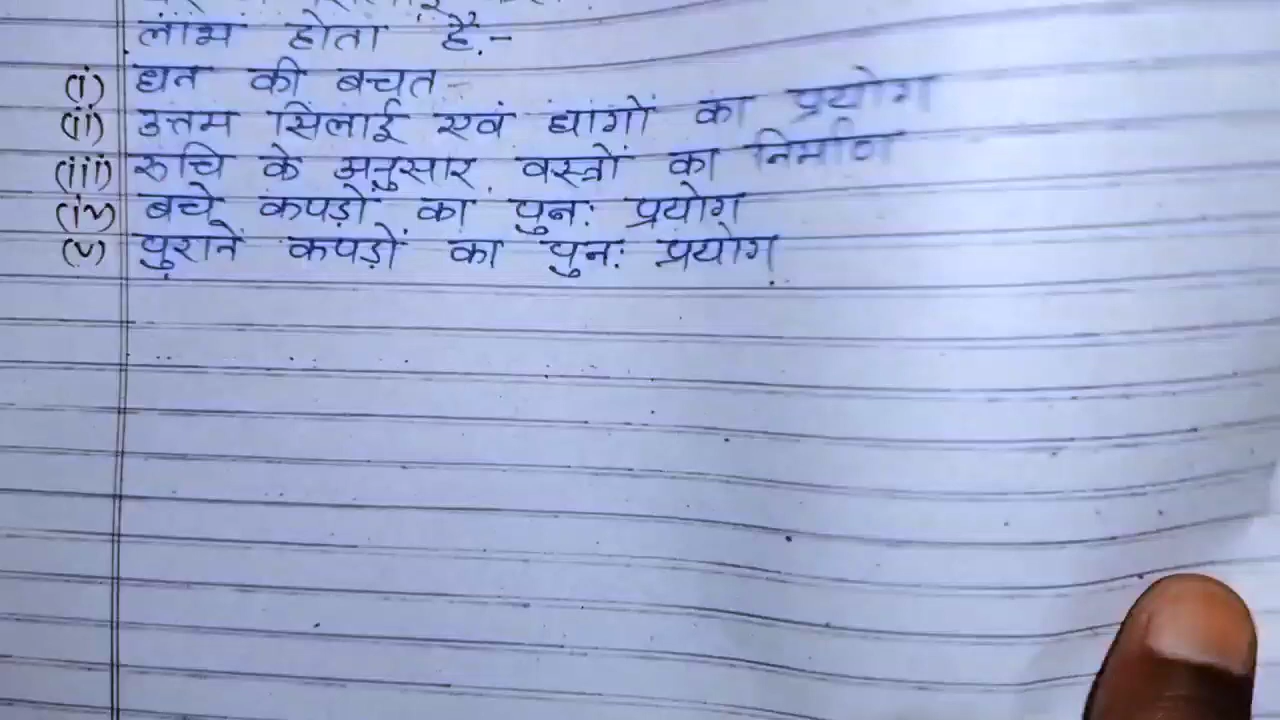 लाभ होता है:-
(i) धन की बचत-
(ii) उत्तम सिलाई एवं धागों का प्रयोग
(iii) रुचि के अनुसार वस्त्रों का निर्माण
(iv) बचे कपड़ों का पुनः प्रयोग
(v) पुराने कपड़ों का पुनः प्रयोग